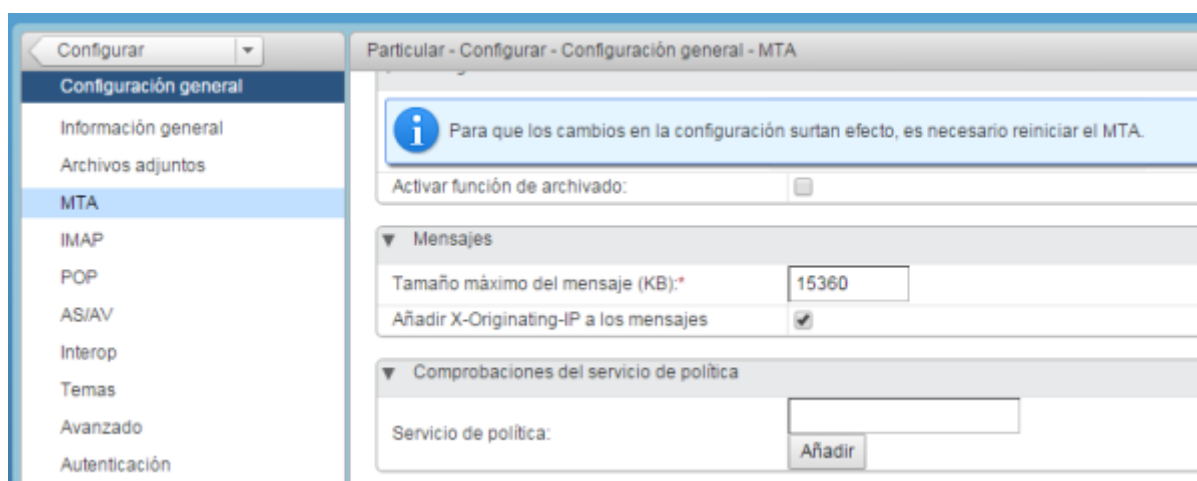 Configurar
Particular - Configurar - Configuración general - MTA
Configuración general
Información general
Archivos adjuntos
MTA
IMAP
POP
AS/AV
Interop
Temas
Avanzado
Autenticación
Para que los cambios en la configuración surtan efecto, es necesario reiniciar el MTA.
Activar función de archivado:
Mensajes
Tamaño máximo del mensaje (KB):* 15360
Añadir X-Originating-IP a los mensajes
Comprobaciones del servicio de política
Servicio de política:
Añadir